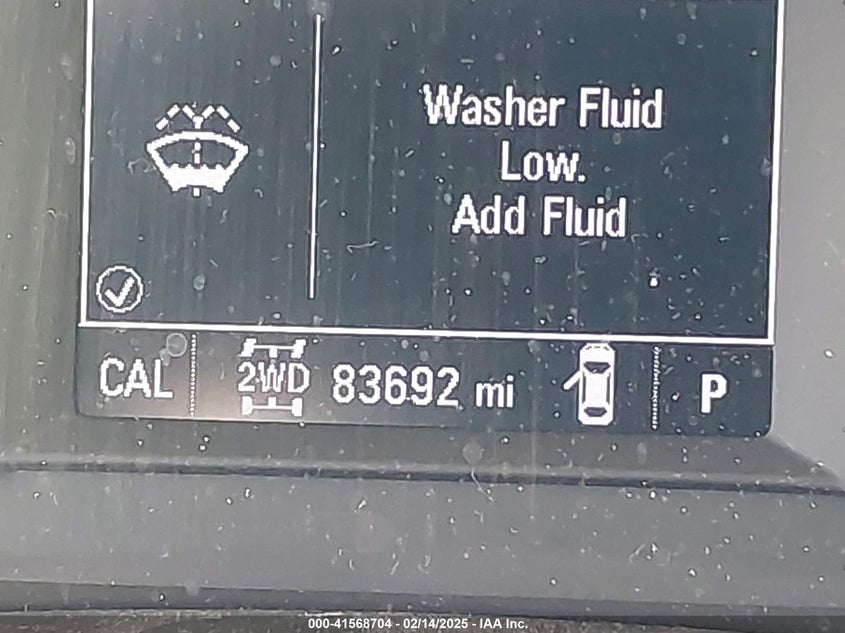 Washer Fluid
Low.
Add Fluid
CAL 2WD 83692 mi P
000-41568704 - 02/14/2025 - IAA Inc.